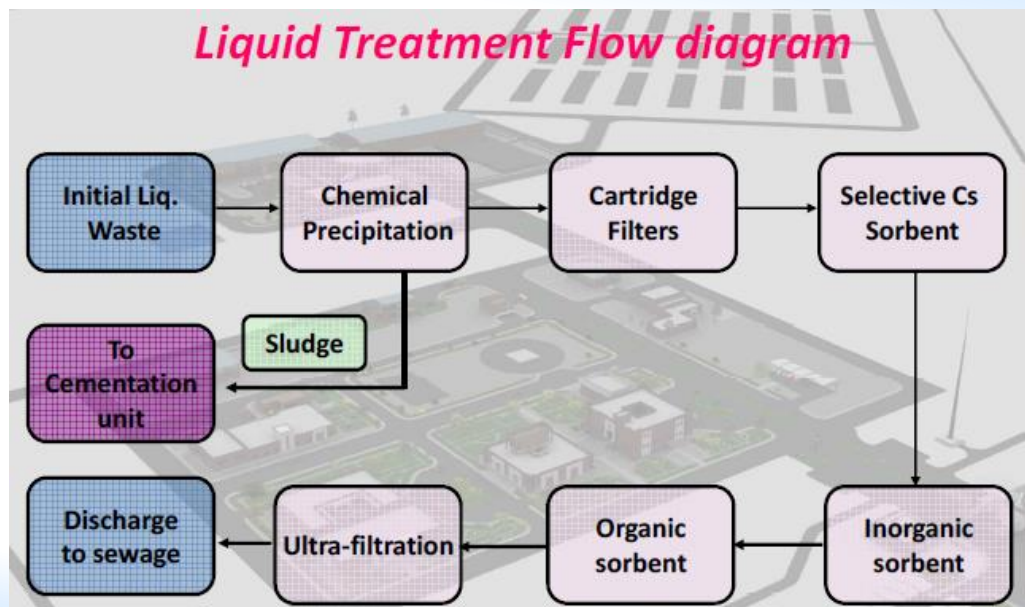 Liquid Treatment Flow diagram
Initial Liq.
Waste
Chemical
Precipitation
Cartridge
Filters
Selective Cs
Sorbent
To
Cementation
unit
Sludge
Discharge
to sewage
Ultra-filtration
Organic
sorbent
Inorganic
sorbent